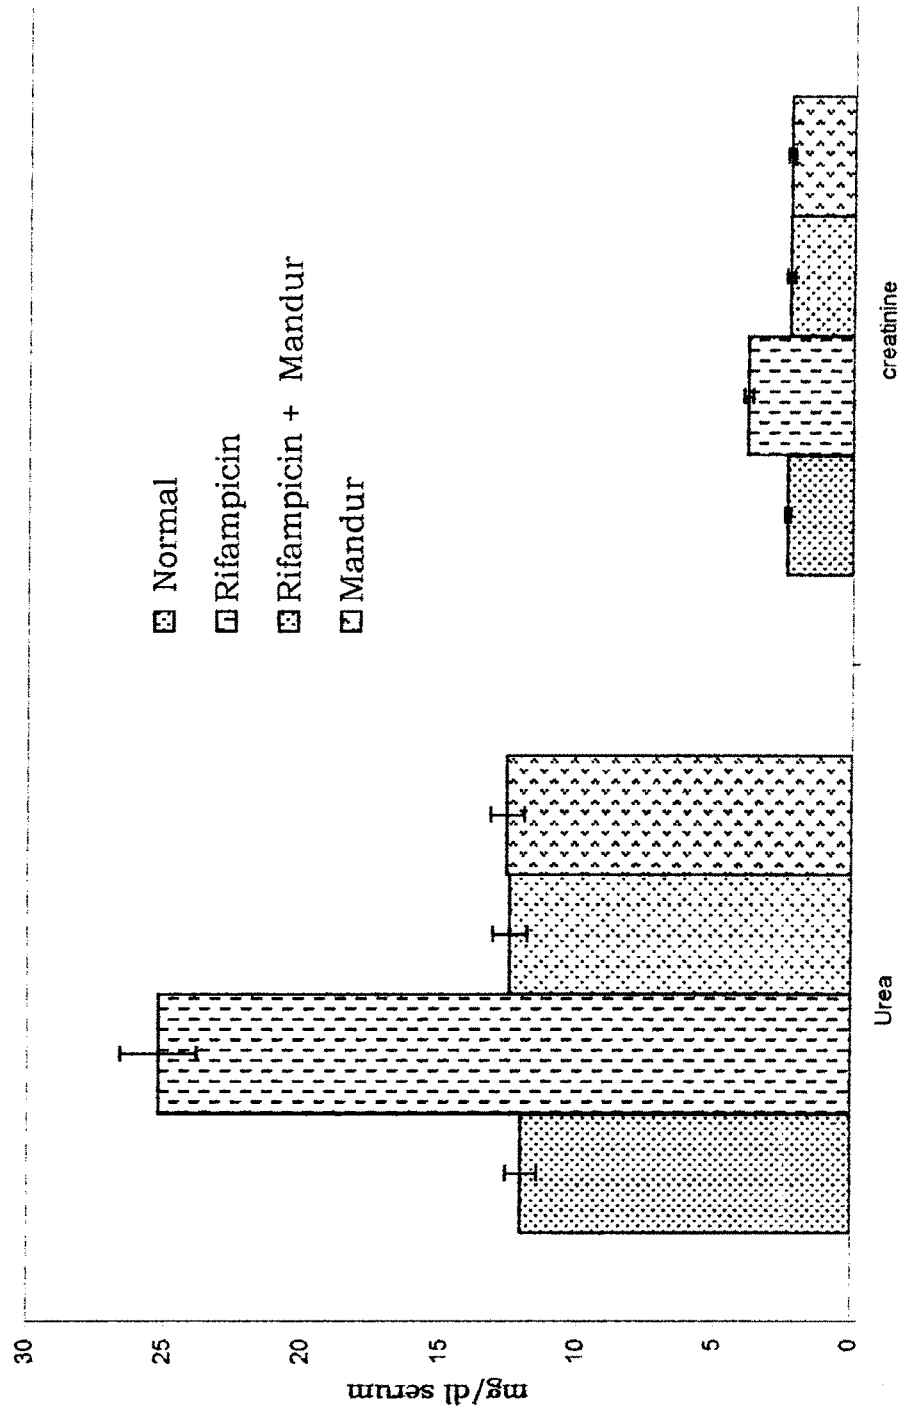 30
25
20
15
10
5
0
mg/dl serum
Normal
Rifampicin
Rifampicin + Mandur
Mandur
Urea
creatinine